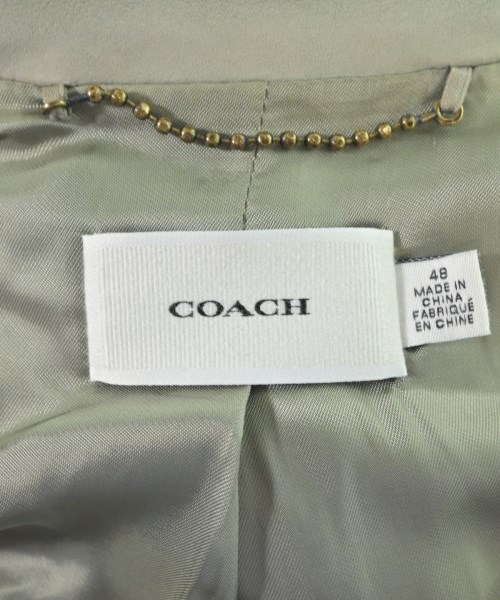 COACH
48
MADE IN
CHINA
FABRIQUÉ
EN CHINE